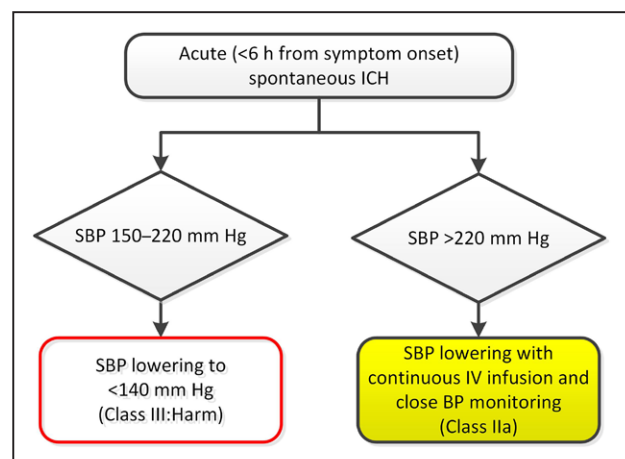 Acute (<6 h from symptom onset)
spontaneous ICH
SBP 150–220 mm Hg
SBP >220 mm Hg
SBP lowering to
<140 mm Hg
(Class III:Harm)
SBP lowering with
continuous IV infusion and
close BP monitoring
(Class IIa)